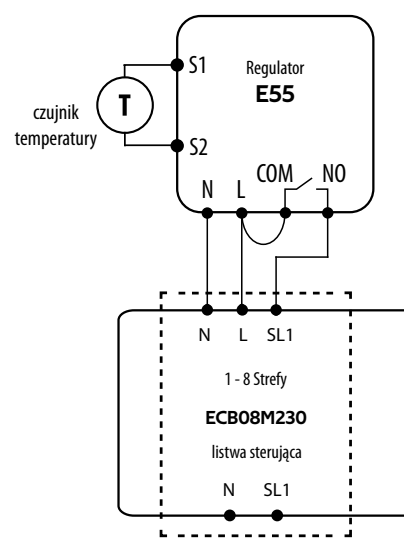 S1
Regulator
E55
T
czujnik
temperatury
S2
N L COM NO
N L SL1
1 - 8 Strefy
ECB08M230
listwa sterująca
N SL1